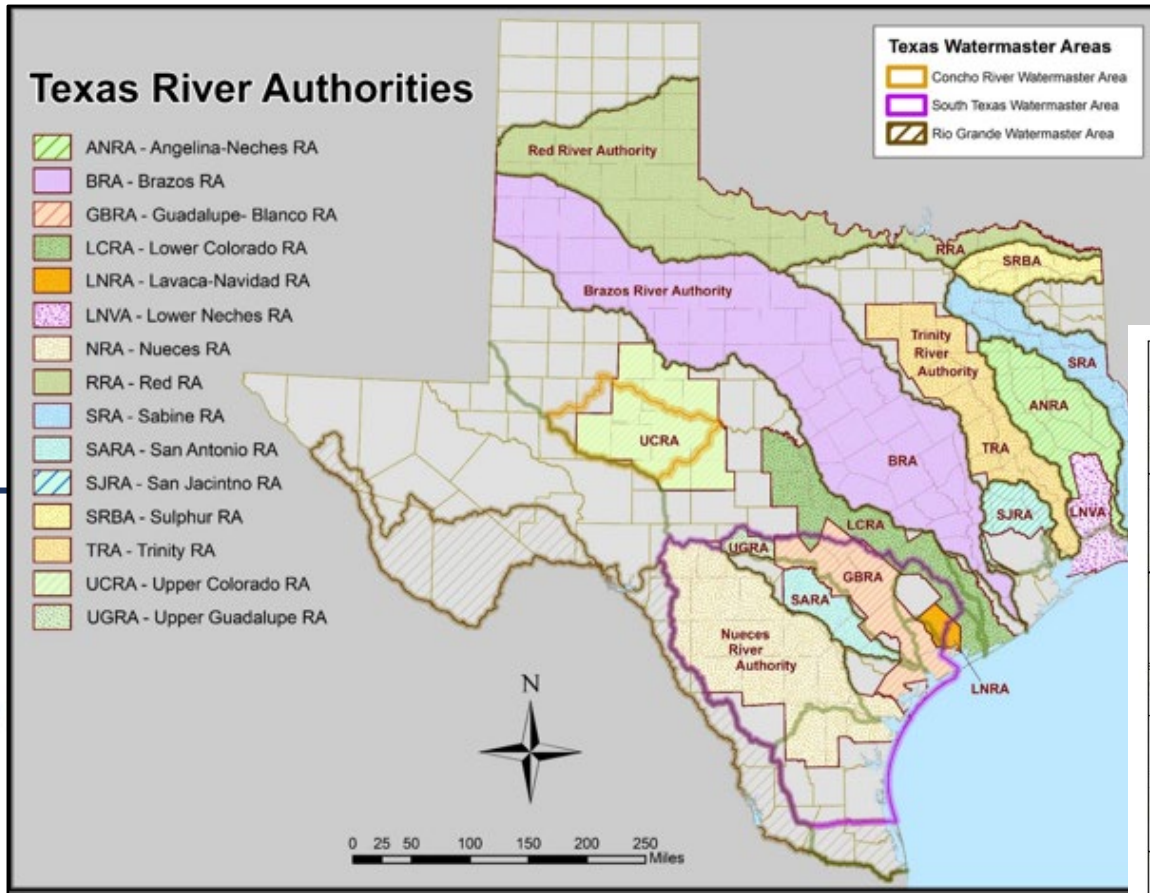 Texas River Authorities
ANRA - Angelina-Neches RA
BRA - Brazos RA
GBRA - Guadalupe- Blanco RA
LCRA - Lower Colorado RA
LNRA - Lavaca-Navidad RA
LNVA - Lower Neches RA
NRA - Nueces RA
RRA - Red RA
SRA - Sabine RA
SARA - San Antonio RA
SJRA - San Jacintno RA
SRBA - Sulphur RA
TRA - Trinity RA
UCRA - Upper Colorado RA
UGRA - Upper Guadalupe RA
Texas Watermaster Areas
Concho River Watermaster Area
South Texas Watermaster Area
Rio Grande Watermaster Area
Red River Authority
RRA
SRBA
Brazos River Authority
Trinity
River
Authority
SRA
ANRA
UCRA
TRA
BRA
SJRA
LNVA
LCRA
UGRA
GBRA
SARA
Nueces
River
Authority
LNRA
N
0 25 50 100 150 200 250
Miles